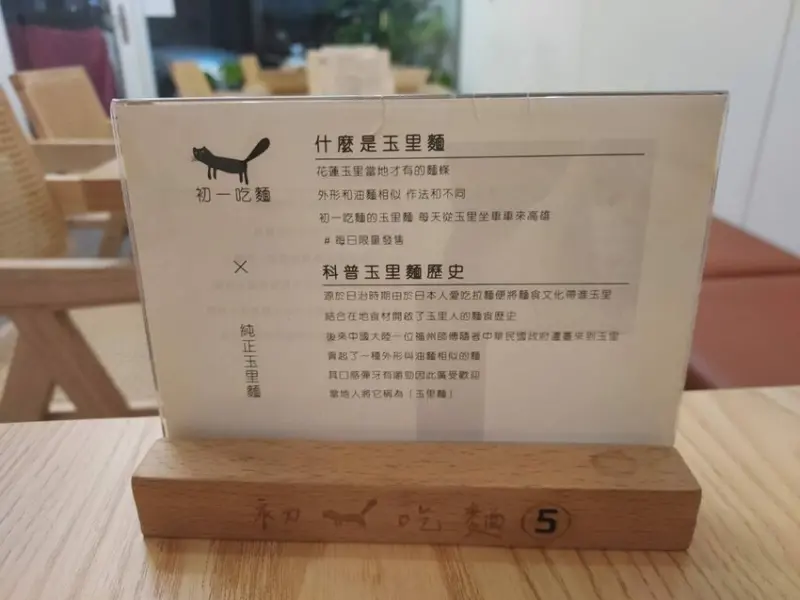 初一吃麵
×
純正玉里麵
什麼是玉里麵
花蓮玉里當地才有的麵條
外形和油麵相似 作法和不同
初一吃麵的玉里麵 每天從玉里坐車車來高雄
# 每日限量發售
科普玉里麵歷史
源於日治時期由於日本人愛吃拉麵便將麵食文化帶進玉里
結合在地食材開啟了玉里人的麵食歷史
後來中國大陸一位福州師傅隨著中華民國政府遷臺來到玉里
賣起了一種外形與油麵相似的麵
其口感彈牙有嚼勁因此廣受歡迎
當地人將它稱為「玉里麵」
初一吃麵 5